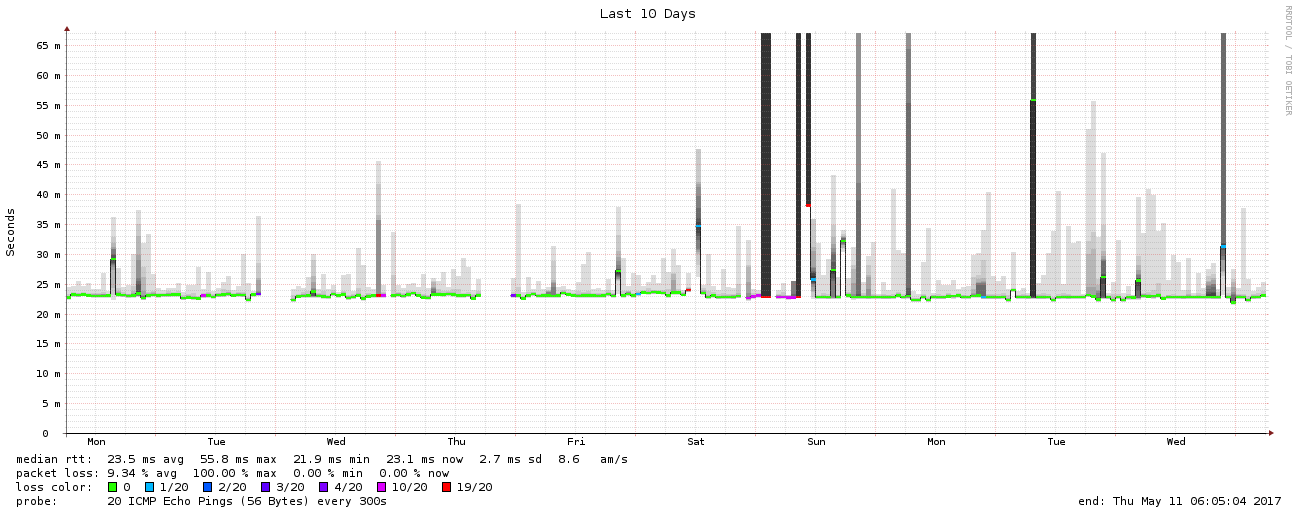 Last 10 Days
RRDTOOL / TOBI OETIKER
Seconds
65 m
60 m
55 m
50 m
45 m
40 m
35 m
30 m
25 m
20 m
15 m
10 m
5 m
0
Mon Tue Wed Thu Fri Sat Sun Mon Tue Wed
median rtt: 23.5 ms avg 55.8 ms max 21.9 ms min 23.1 ms now 2.7 ms sd 8.6 am/s
packet loss: 9.34 % avg 100.00 % max 0.00 % min 0.00 % now
loss color: 0 1/20 2/20 3/20 4/20 10/20 19/20
probe: 20 ICMP Echo Pings (56 Bytes) every 300s end: Thu May 11 06:05:04 2017